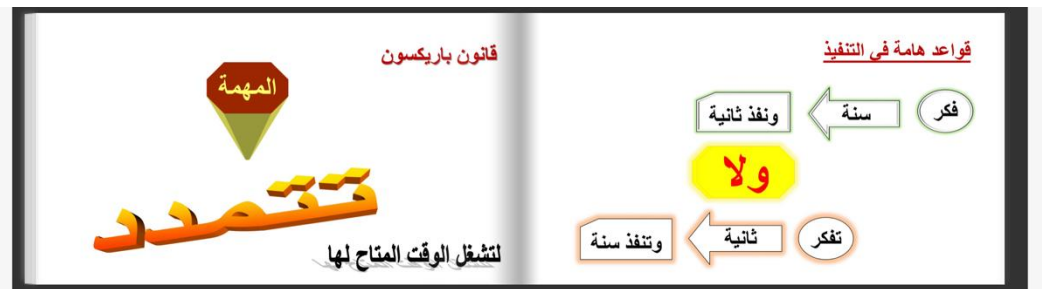 قواعد هامة في التنفيذ
فكر سنة ونفذ ثانية
ولا
تفكر ثانية وتنفذ سنة
قانون باريكسون
المهمة
تتمدد
لتشغل الوقت المتاح لها